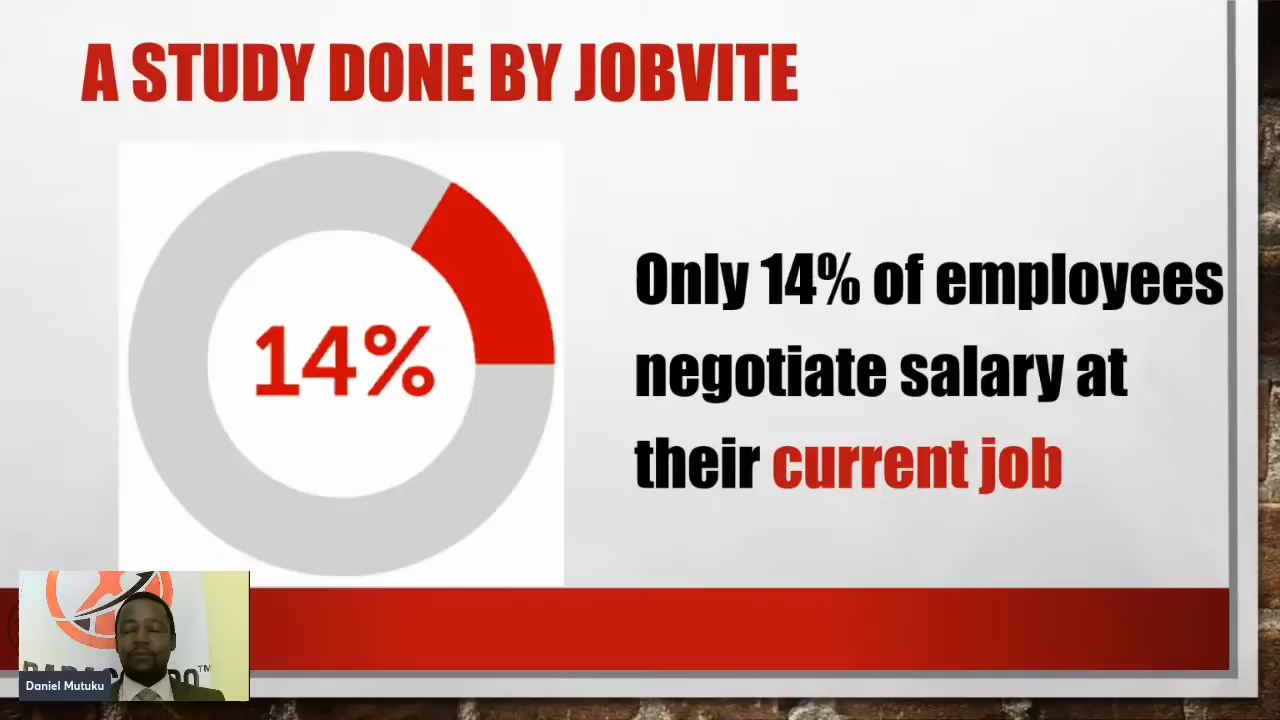 A STUDY DONE BY JOBVITE
14%
Only 14% of employees
negotiate salary at
their current job
Daniel Mutuku